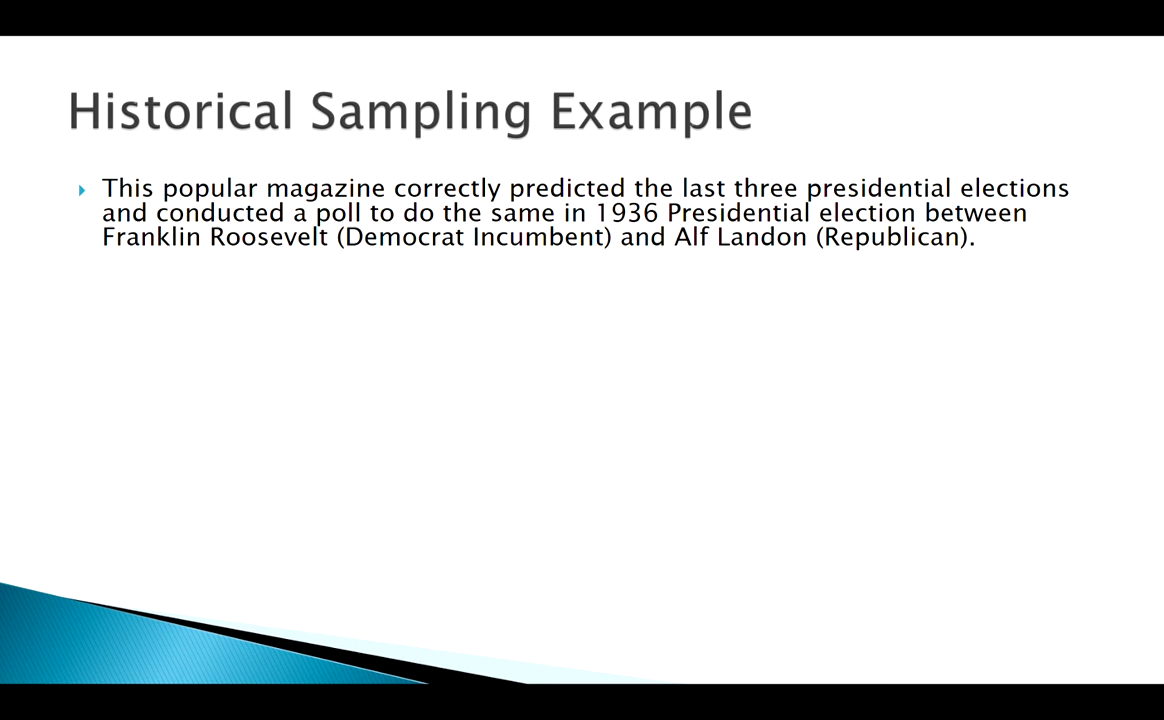 Historical Sampling Example
This popular magazine correctly predicted the last three presidential elections
and conducted a poll to do the same in 1936 Presidential election between
Franklin Roosevelt (Democrat Incumbent) and Alf Landon (Republican).